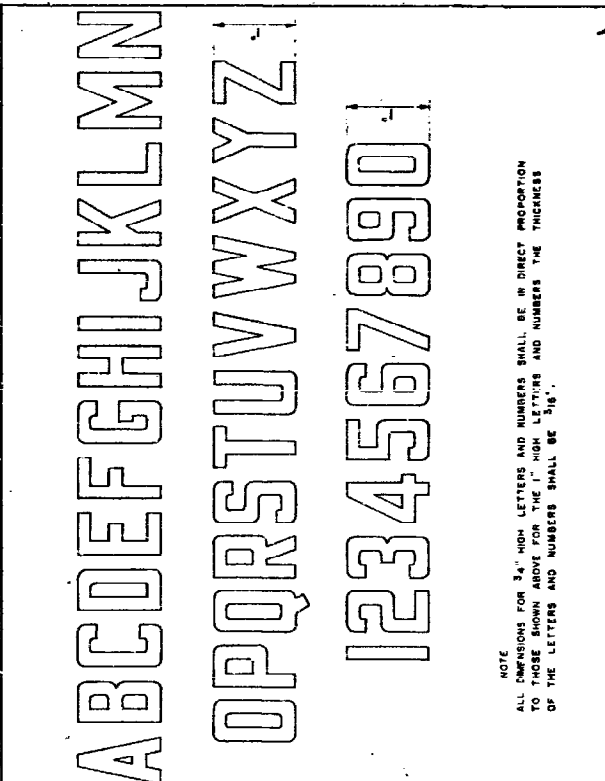 ABCDEFGHIJKLMN
OPQRSTUVWXYZ
1"
1234567890
1"
NOTE
ALL DIMENSIONS FOR 3/4" HIGH LETTERS AND NUMBERS SHALL BE IN DIRECT PROPORTION
TO THOSE SHOWN ABOVE FOR THE 1" HIGH LETTERS AND NUMBERS THE THICKNESS
OF THE LETTERS AND NUMBERS SHALL BE 3/16".